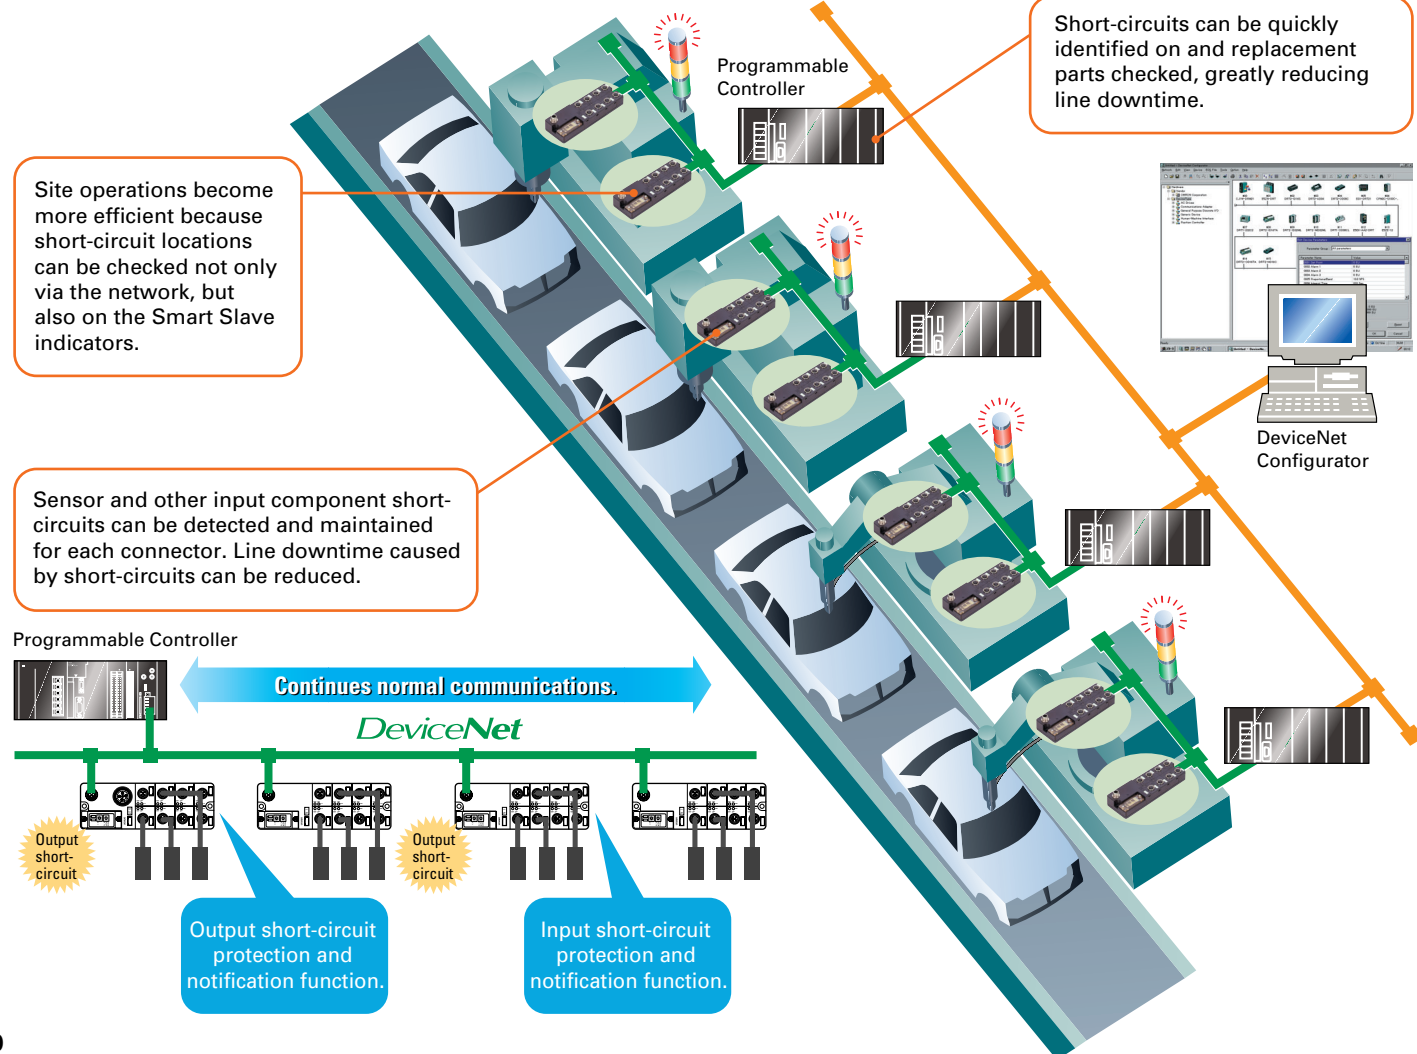 Short-circuits can be quickly
identified on and replacement
parts checked, greatly reducing
line downtime.
Programmable
Controller
Site operations become
more efficient because
short-circuit locations
can be checked not only
via the network, but
also on the Smart Slave
indicators.
DeviceNet
Configurator
Sensor and other input component short-
circuits can be detected and maintained
for each connector. Line downtime caused
by short-circuits can be reduced.
Programmable Controller
Continues normal communications.
DeviceNet
Output
short-
circuit
Output
short-
circuit
Output short-circuit
protection and
notification function.
Input short-circuit
protection and
notification function.